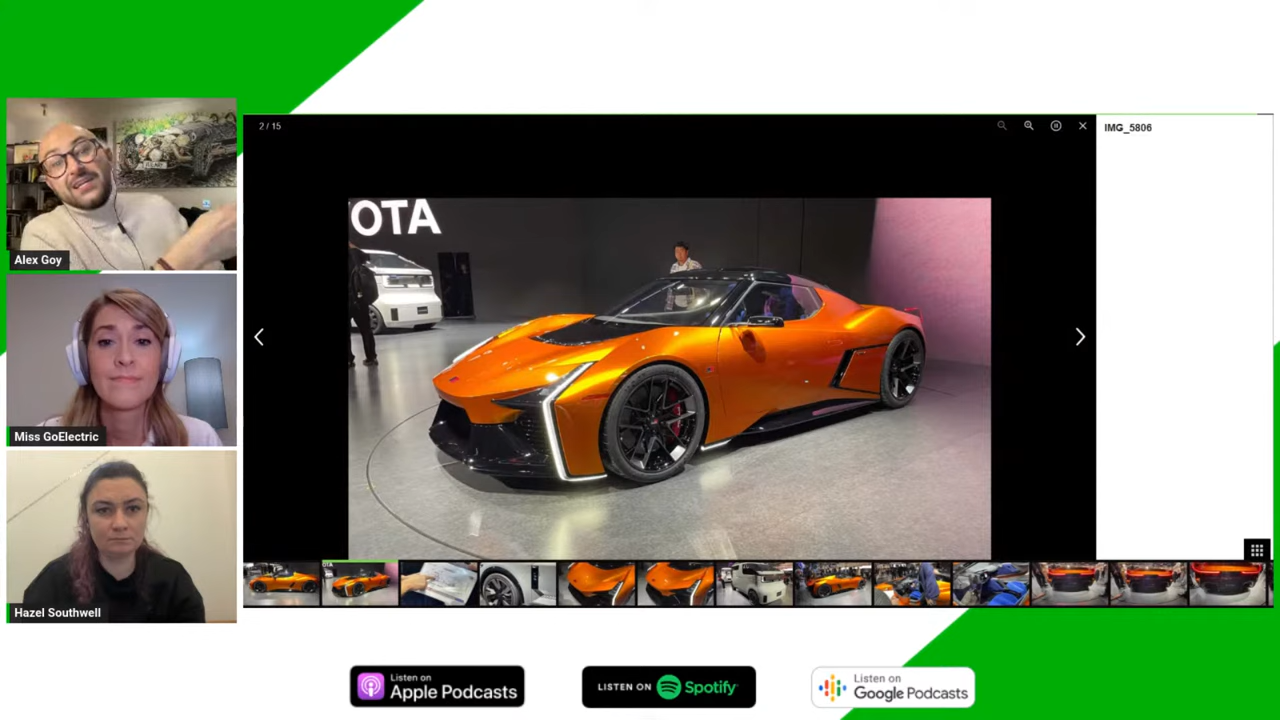 2 / 15
IMG_5806
OTA
Alex Goy
Miss GoElectric
Hazel Southwell
Listen on
Apple Podcasts
LISTEN ON
Spotify
Listen on
Google Podcasts